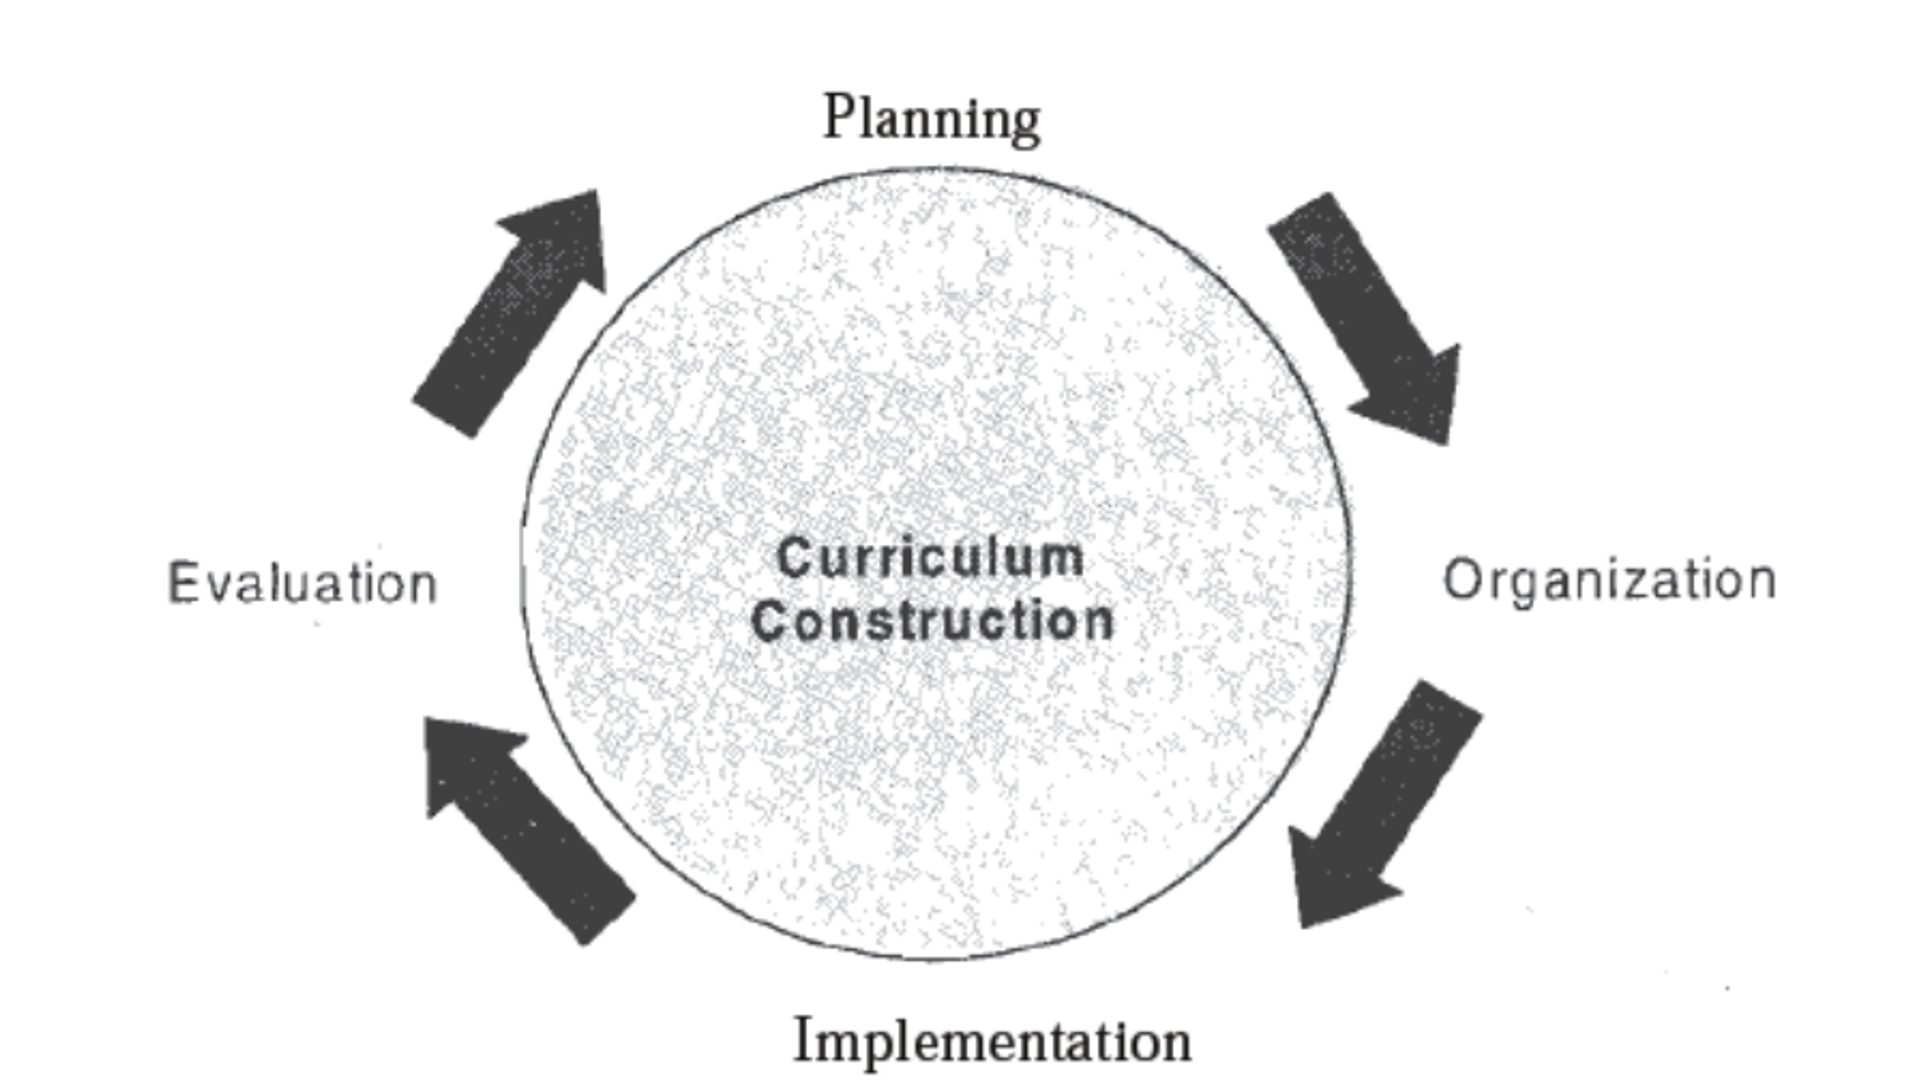 Planning
Evaluation
Curriculum
Construction
Organization
Implementation